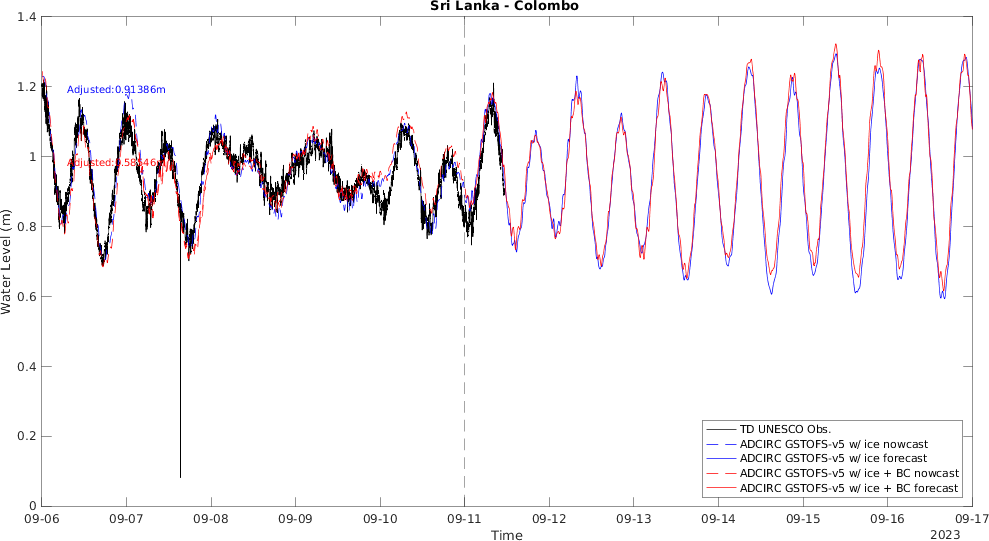 Sri Lanka - Colombo
1.4
1.2
1
0.8
0.6
0.4
0.2
0
Water Level (m)
Adjusted:0.91386m
TD UNESCO Obs.
ADCIRC GSTOFS-v5 w/ ice nowcast
ADCIRC GSTOFS-v5 w/ ice forecast
ADCIRC GSTOFS-v5 w/ ice + BC nowcast
ADCIRC GSTOFS-v5 w/ ice + BC forecast
09-06 09-07 09-08 09-09 09-10 09-11 09-12 09-13 09-14 09-15 09-16 09-17
Time
2023